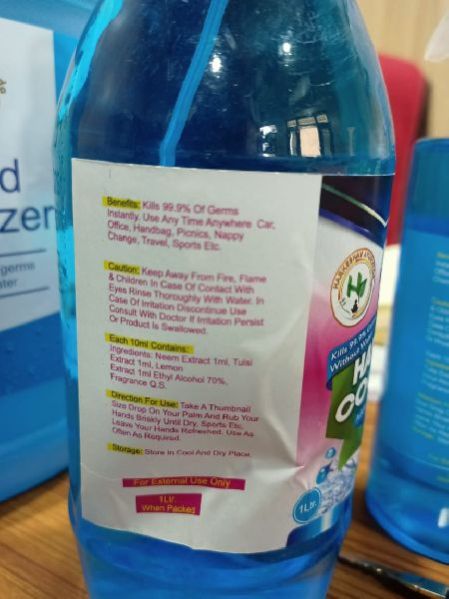 Benefits: Kills 99.9% Of Germs
Instantly. Use Any Time Anywhere Car,
Office, Handbag, Picnics, Nappy
Change, Travel, Sports Etc.
Caution: Keep Away From Fire, Flame
& Children In Case Of Contact With
Eyes Rinse Thoroughly With Water. In
Case Of Irritation Discontinue Use
Consult With Doctor If Irritation Persist
Or Product Is Swallowed.
Each 10ml Contains:
Ingredients: Neem Extract 1ml, Tulsi
Extract 1ml, Lemon
Extract 1ml Ethyl Alcohol 70%,
Fragrance Q.S.
Direction For Use: Take A Thumbnail
Size Drop On Your Palm And Rub Your
Hands Briskly Until Dry, Sports Etc,
Leave Your Hands Refreshed. Use As
Often As Required.
Storage: Store In Cool And Dry Place.
For External Use Only
1Ltr.
When Packed
Kills 99.9%
Without
HA
1Ltr.
d
zer
germs
ater